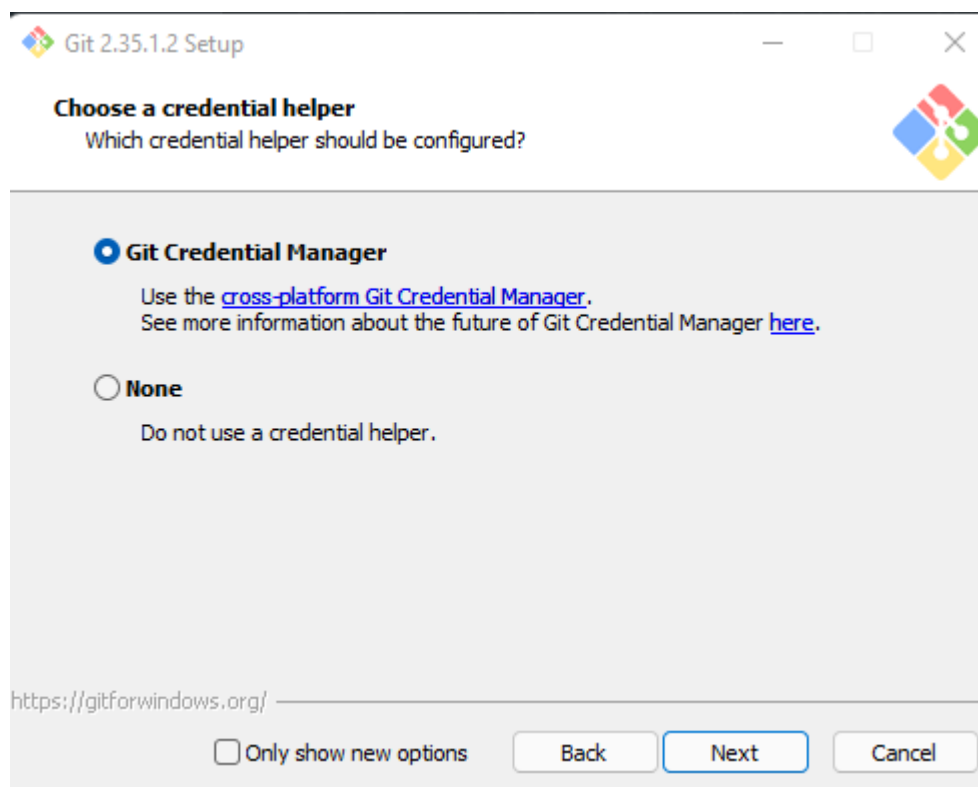 Git 2.35.1.2 Setup
Choose a credential helper
Which credential helper should be configured?
Git Credential Manager
Use the cross-platform Git Credential Manager.
See more information about the future of Git Credential Manager here.
None
Do not use a credential helper.
https://gitforwindows.org/
Only show new options Back Next Cancel